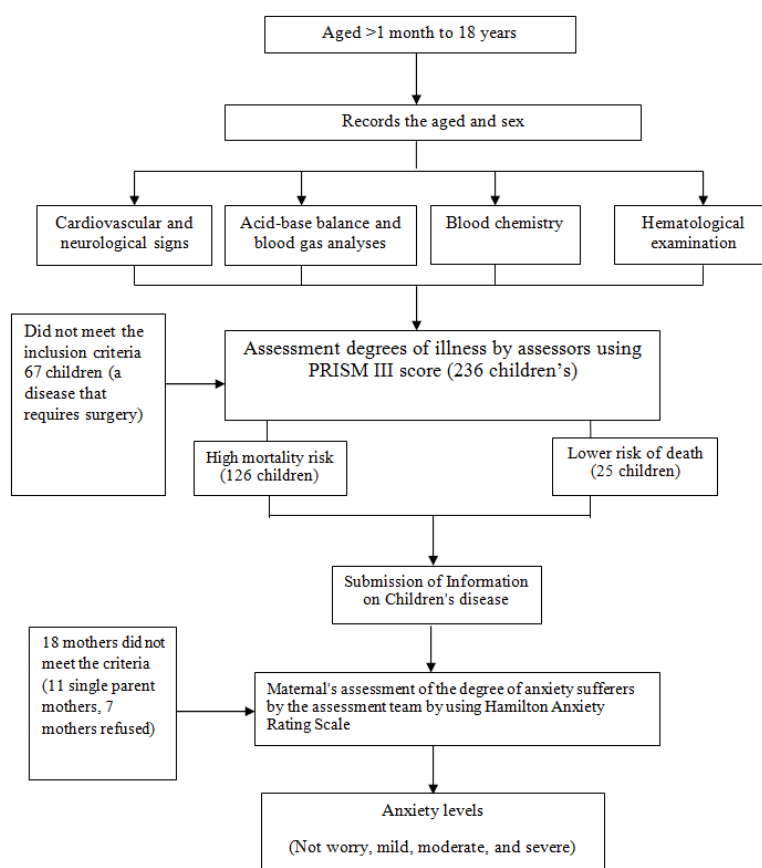 Aged >1 month to 18 years
Records the aged and sex
Cardiovascular and
neurological signs
Acid-base balance and
blood gas analyses
Blood chemistry
Hematological
examination
Did not meet the
inclusion criteria
67 children (a
disease that
requires surgery)
Assessment degrees of illness by assessors using
PRISM III score (236 children’s)
High mortality risk
(126 children)
Lower risk of death
(25 children)
Submission of Information
on Children's disease
18 mothers did not
meet the criteria
(11 single parent
mothers, 7
mothers refused)
Maternal's assessment of the degree of anxiety sufferers
by the assessment team by using Hamilton Anxiety
Rating Scale
Anxiety levels
(Not worry, mild, moderate, and severe)